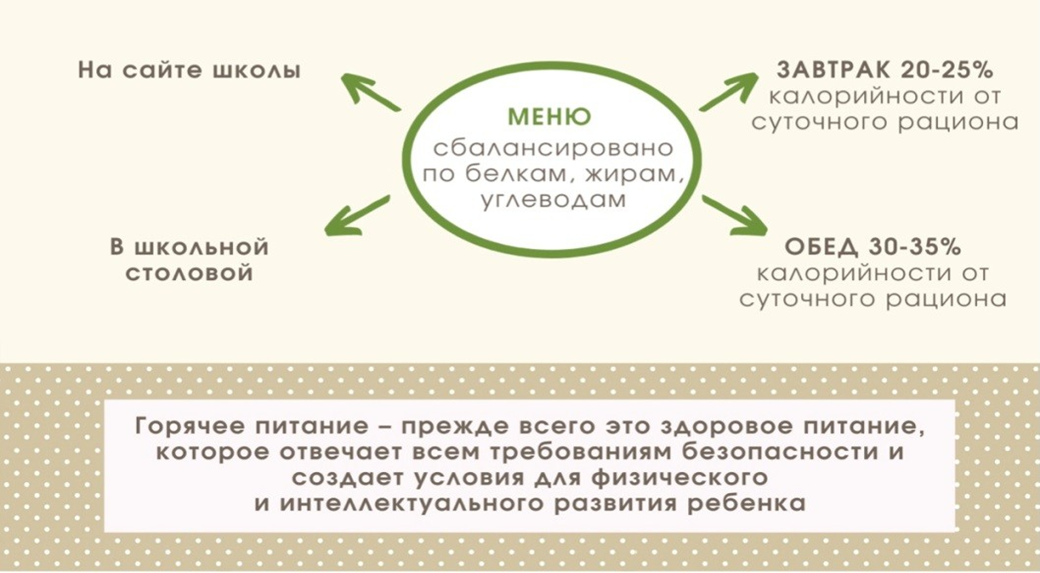 На сайте школы
В школьной
столовой
МЕНЮ
сбалансировано
по белкам, жирам,
углеводам
ЗАВТРАК 20-25%
калорийности от
суточного рациона
ОБЕД 30-35%
калорийности от
суточного рациона
Горячее питание – прежде всего это здоровое питание,
которое отвечает всем требованиям безопасности и
создает условия для физического
и интеллектуального развития ребенка